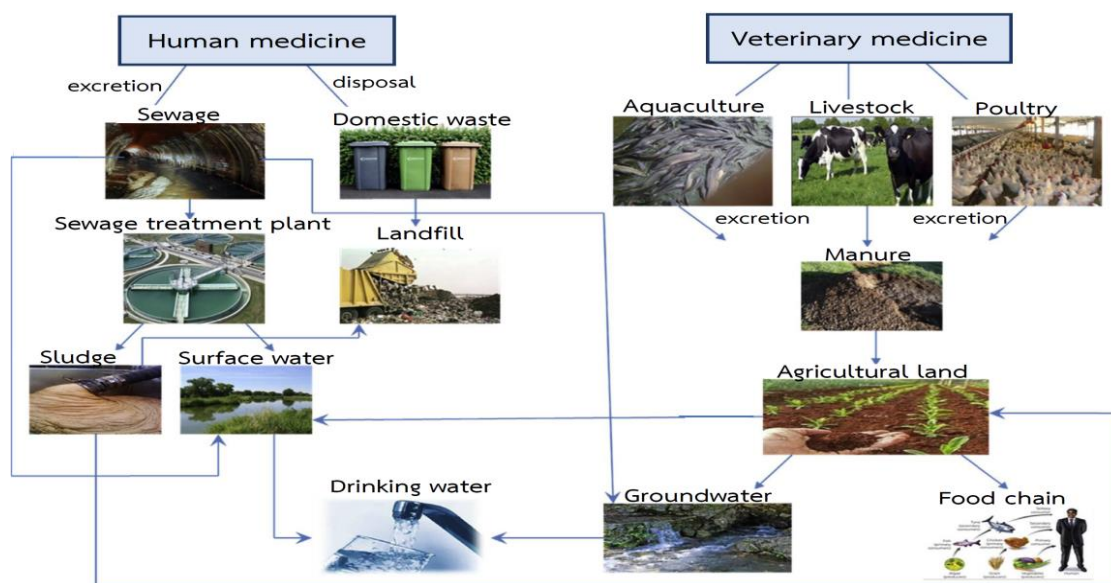 Human medicine
Veterinary medicine
excretion
disposal
Sewage
Domestic waste
Aquaculture
Livestock
Poultry
Sewage treatment plant
Landfill
excretion
excretion
Manure
Sludge
Surface water
Agricultural land
Drinking water
Groundwater
Food chain